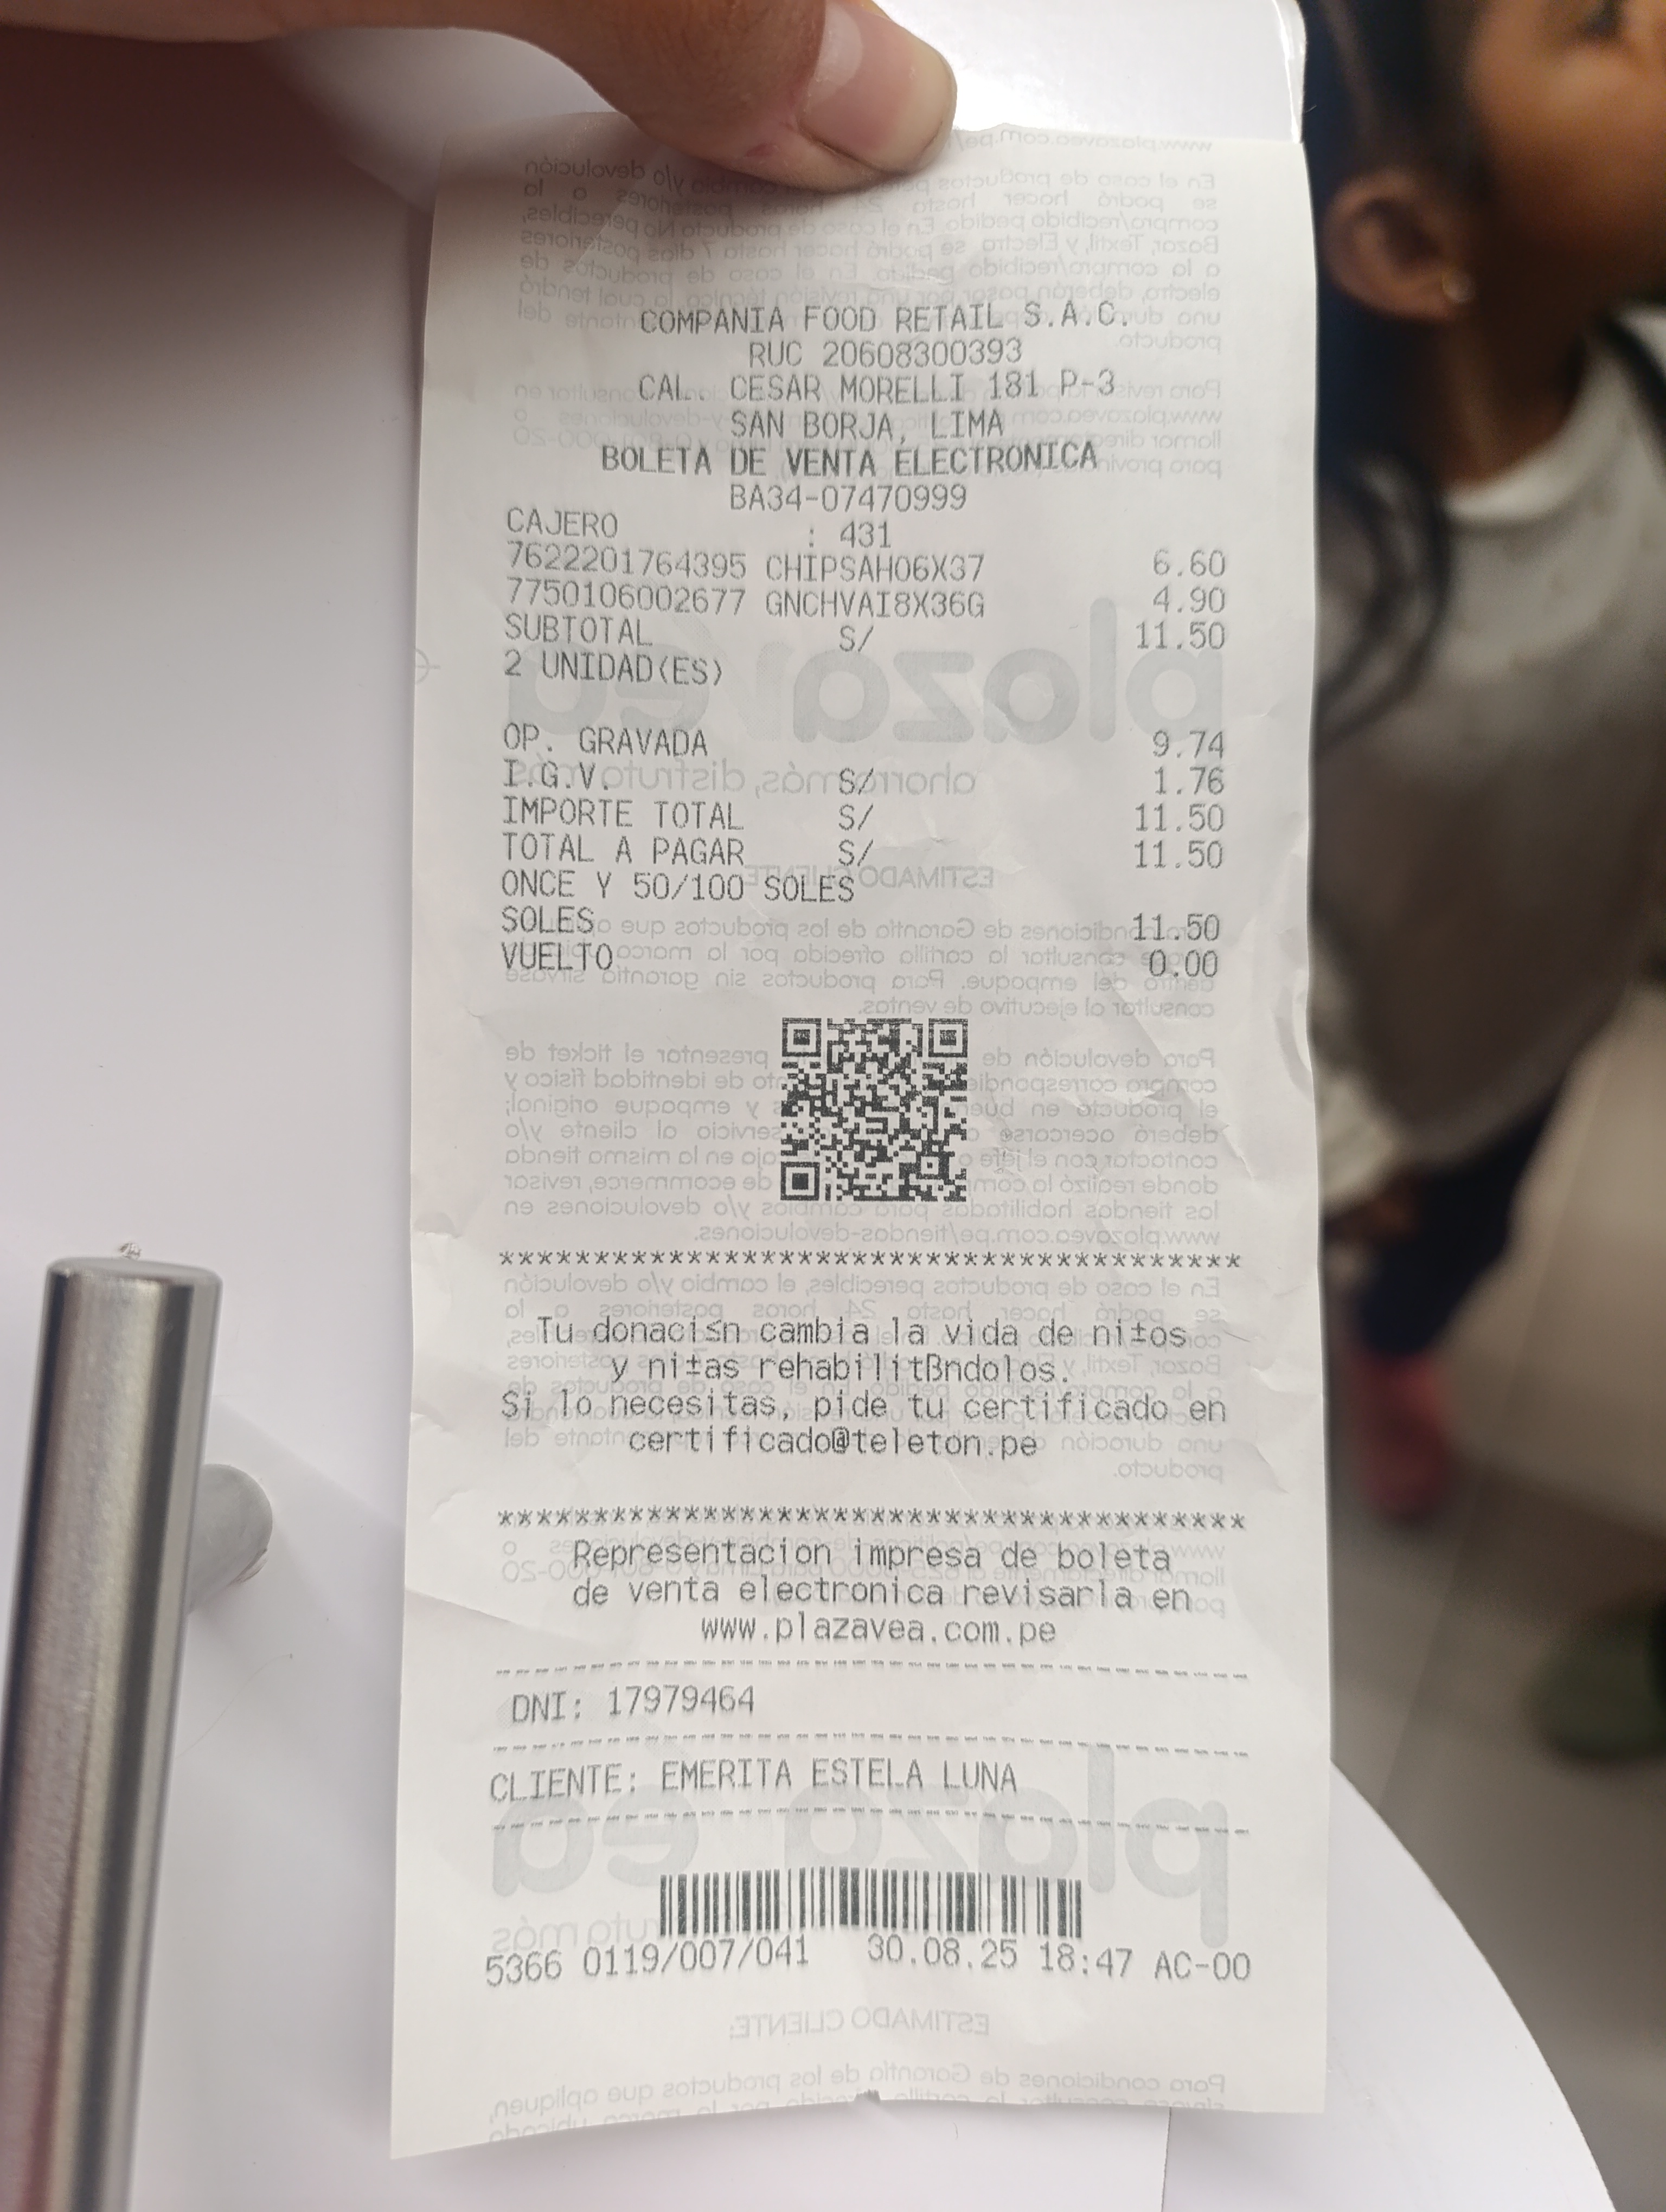 COMPANIA FOOD RETAIL S.A.C.
RUC 20608300393
CAL. CESAR MORELLI 181 P-3
SAN BORJA, LIMA
BOLETA DE VENTA ELECTRONICA
BA34-07470999
CAJERO : 431
7622201764395 CHIPSAHO6X37 6.60
7750106002677 GNCHVAI8X36G 4.90
SUBTOTAL S/ 11.50
2 UNIDAD(ES)
OP. GRAVADA 9.74
I.G.V. S/ 1.76
IMPORTE TOTAL S/ 11.50
TOTAL A PAGAR S/ 11.50
ONCE Y 50/100 SOLES
SOLES 11.50
VUELTO 0.00
****************************************
Tu donaci≤n cambia la vida de ni±os
y ni±as rehabilitßndolos.
Si lo necesitas, pide tu certificado en
certificado@teleton.pe
****************************************
Representacion impresa de boleta
de venta electronica revisarla en
www.plazavea.com.pe
DNI: 17979464
CLIENTE: EMERITA ESTELA LUNA
5366 0119/007/041 30.08.25 18:47 AC-00